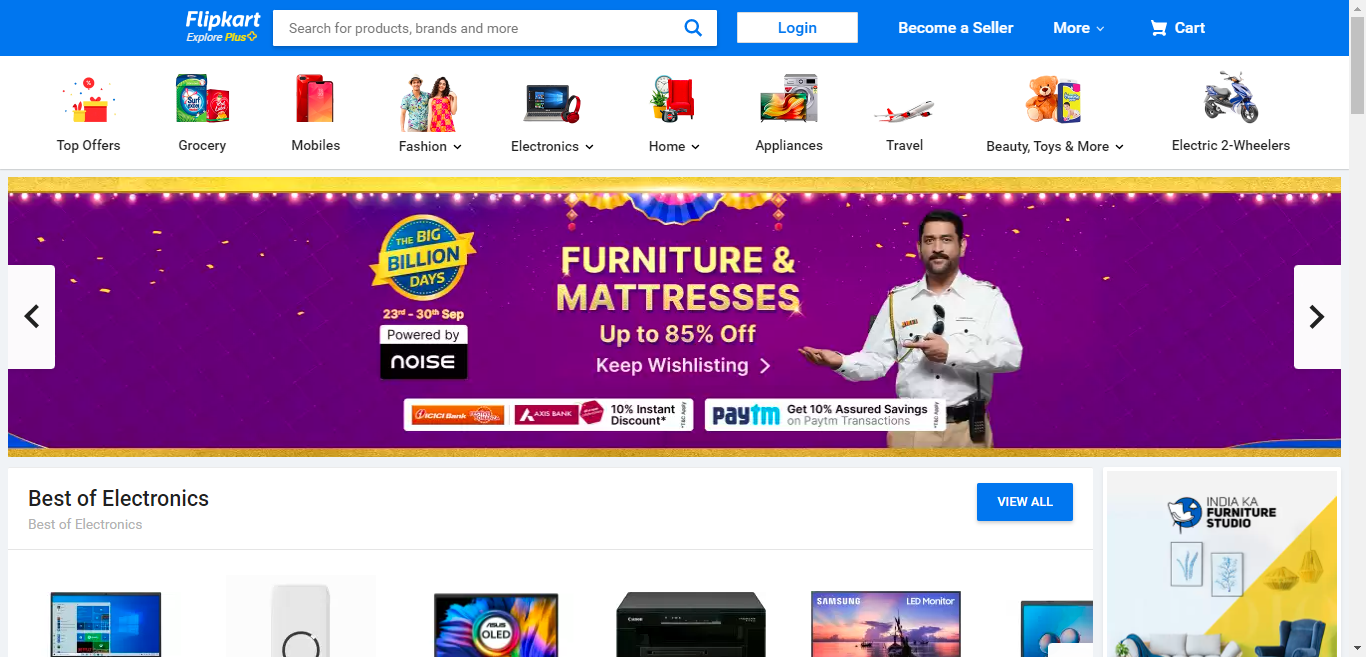 Flipkart
Explore Plus
Search for products, brands and more
Login
Become a Seller
More
Cart
Top Offers
Grocery
Mobiles
Fashion
Electronics
Home
Appliances
Travel
Beauty, Toys & More
Electric 2-Wheelers
THE BIG
BILLION
DAYS
23rd - 30th Sep
Powered by
noise
FURNITURE &
MATTRESSES
Up to 85% Off
Keep Wishlisting
ICICI Bank
AXIS BANK
10% Instant
Discount*
paytm
Get 10% Assured Savings
on Paytm Transactions
Best of Electronics
Best of Electronics
VIEW ALL
INDIA KA
FURNITURE
STUDIO
ASUS
OLED
Canon
SAMSUNG
LED Monitor